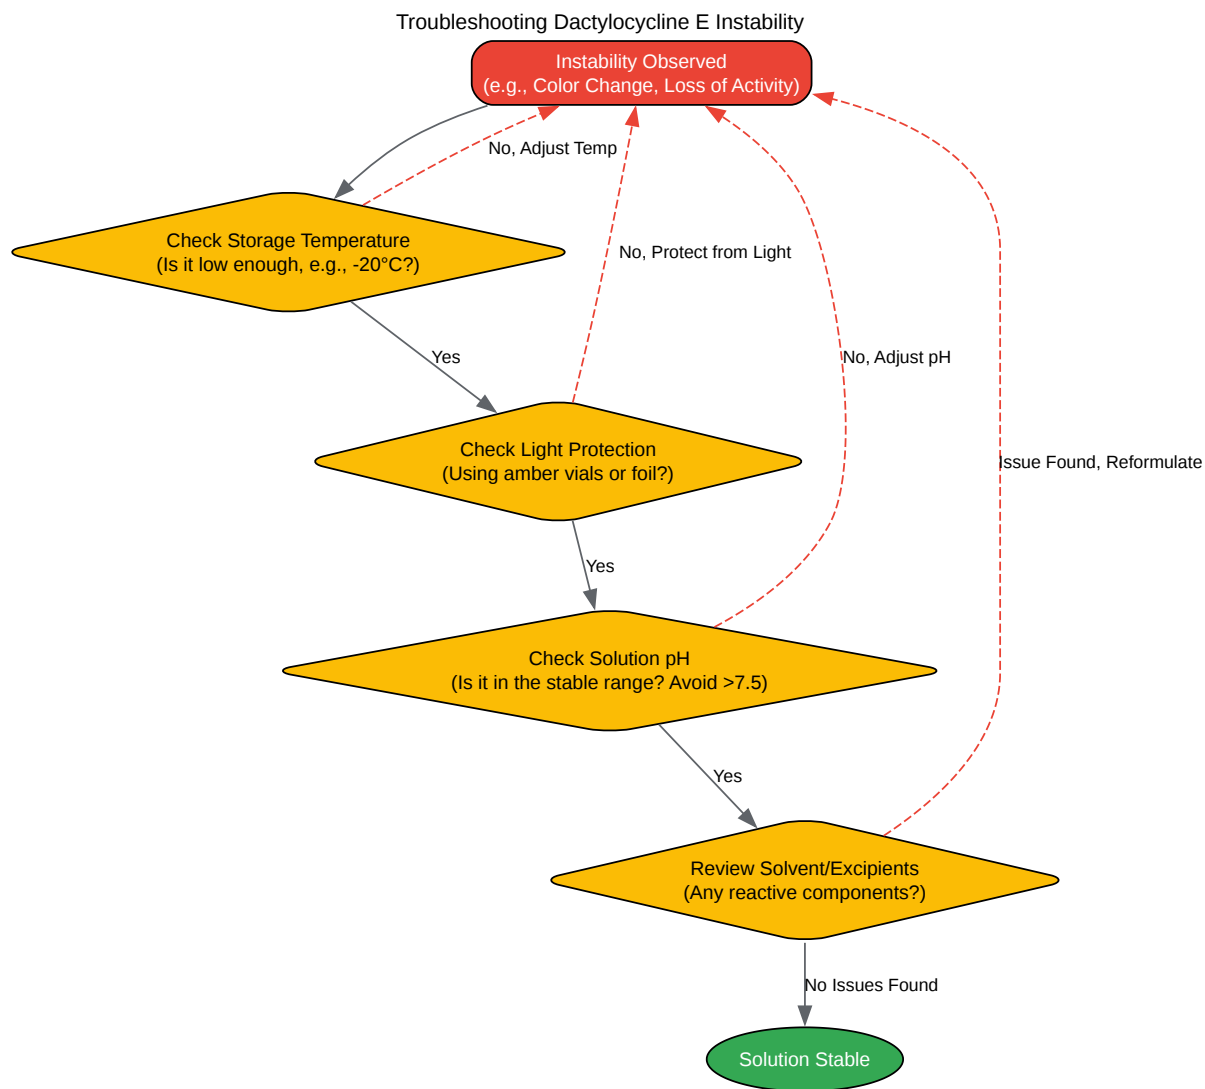 Troubleshooting Dactylocycline E Instability
Instability Observed
(e.g., Color Change, Loss of Activity)
No, Adjust Temp
Check Storage Temperature
(Is it low enough, e.g., -20°C?)
No, Protect from Light
Yes
No, Adjust pH
Check Light Protection
(Using amber vials or foil?)
Issue Found, Reformulate
Yes
Check Solution pH
(Is it in the stable range? Avoid >7.5)
Yes
Review Solvent/Excipients
(Any reactive components?)
No Issues Found
Solution Stable